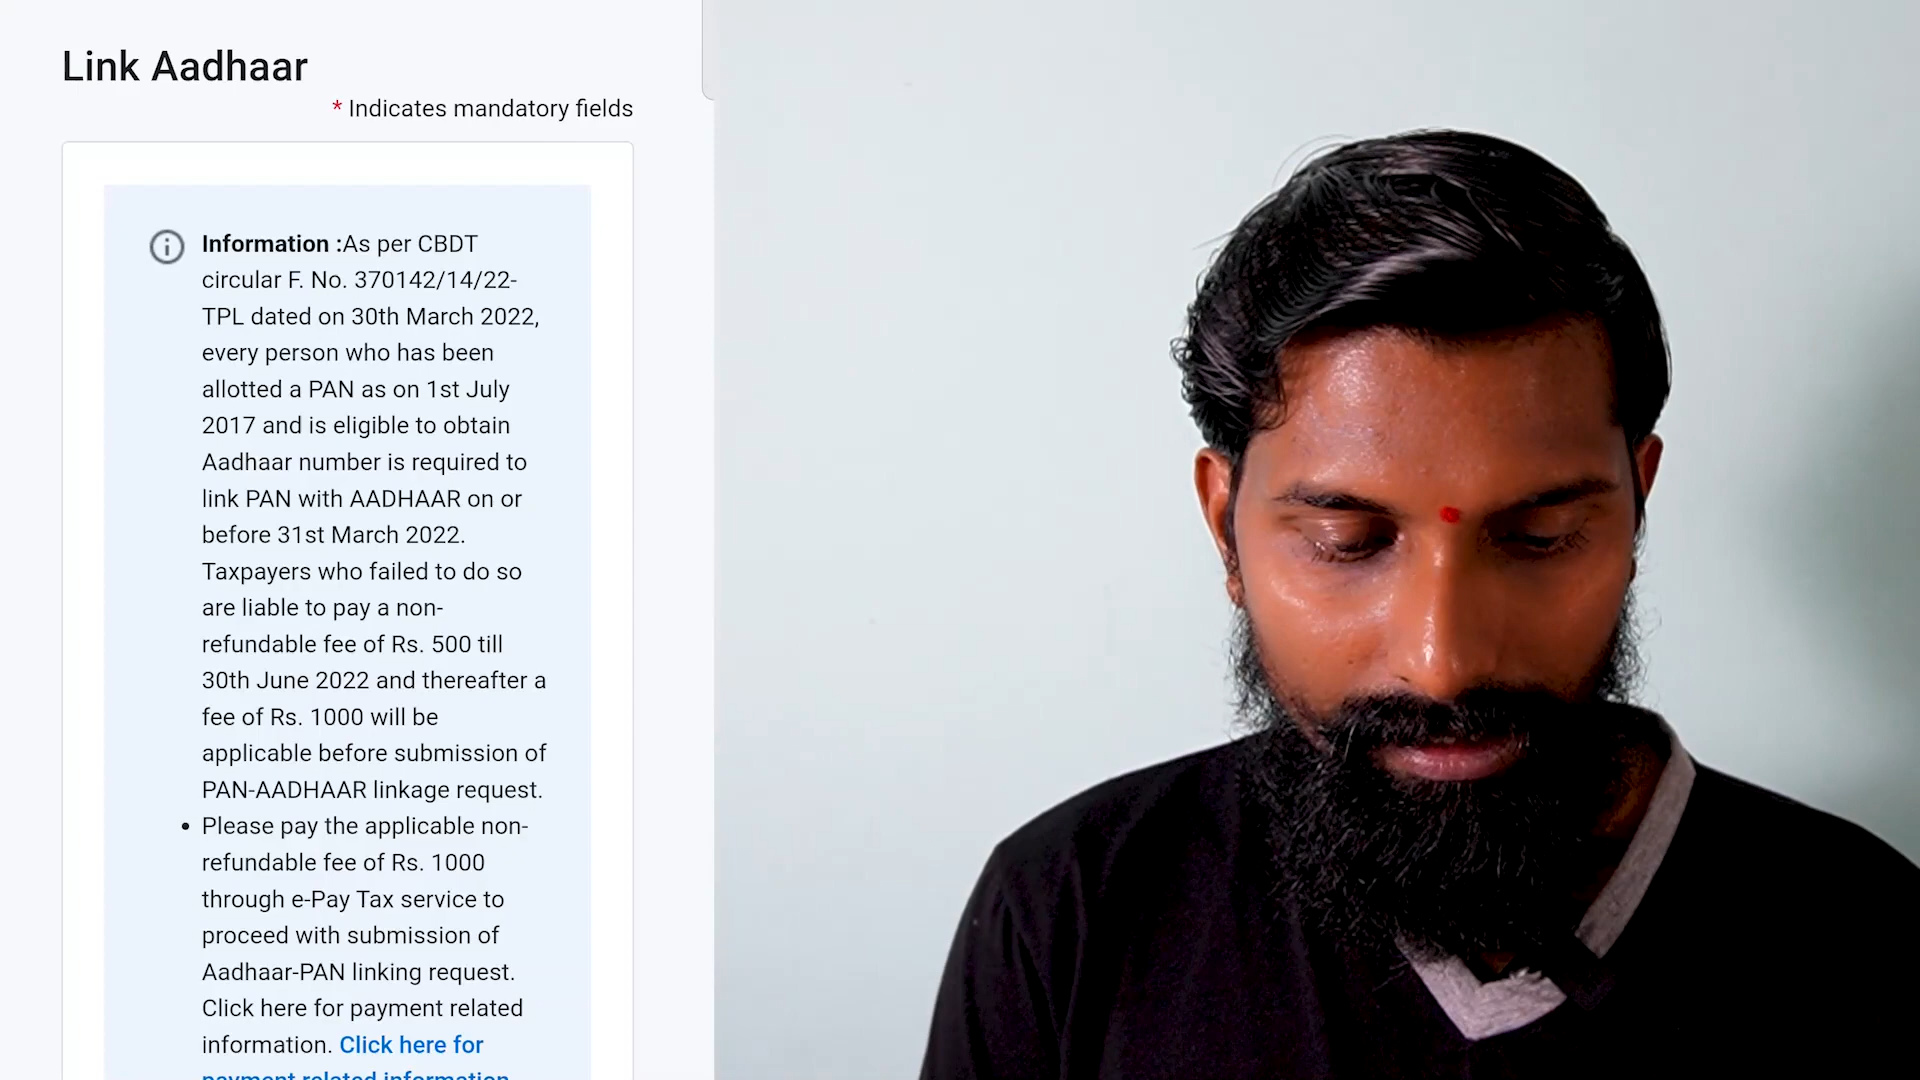 Link Aadhaar
* Indicates mandatory fields
Information :As per CBDT
circular F. No. 370142/14/22-
TPL dated on 30th March 2022,
every person who has been
allotted a PAN as on 1st July
2017 and is eligible to obtain
Aadhaar number is required to
link PAN with AADHAAR on or
before 31st March 2022.
Taxpayers who failed to do so
are liable to pay a non-
refundable fee of Rs. 500 till
30th June 2022 and thereafter a
fee of Rs. 1000 will be
applicable before submission of
PAN-AADHAAR linkage request.
• Please pay the applicable non-
refundable fee of Rs. 1000
through e-Pay Tax service to
proceed with submission of
Aadhaar-PAN linking request.
Click here for payment related
information. Click here for
payment related information